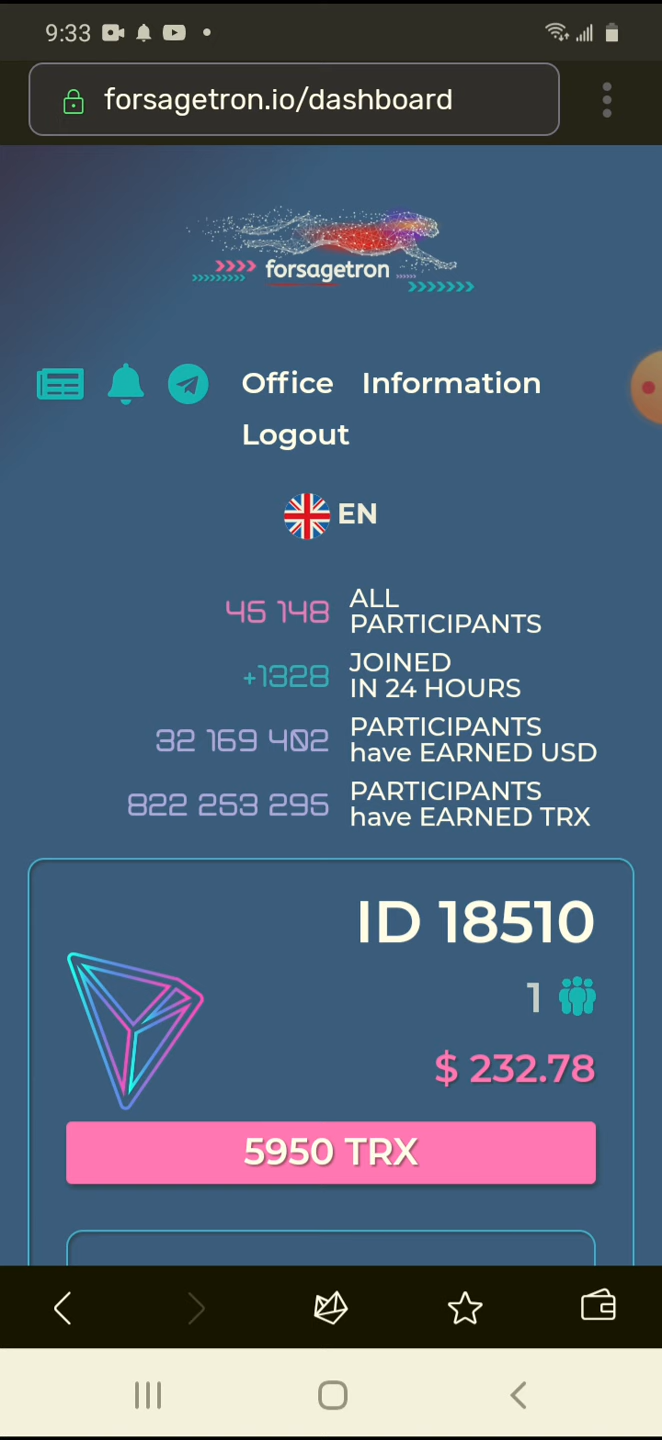 9:33
forsagetron.io/dashboard
forsagetron
Office Information
Logout
EN
45 148 ALL
PARTICIPANTS
+1328 JOINED
IN 24 HOURS
32 169 402 PARTICIPANTS
have EARNED USD
822 253 295 PARTICIPANTS
have EARNED TRX
ID 18510
1
$ 232.78
5950 TRX